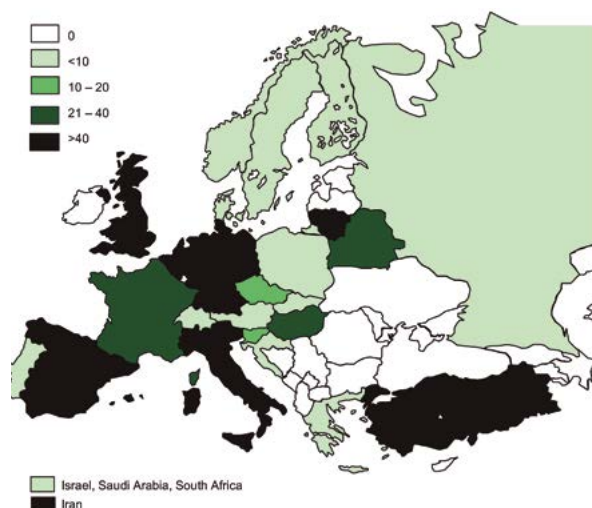 0
<10
10 – 20
21 – 40
>40
Israel, Saudi Arabia, South Africa
Iran